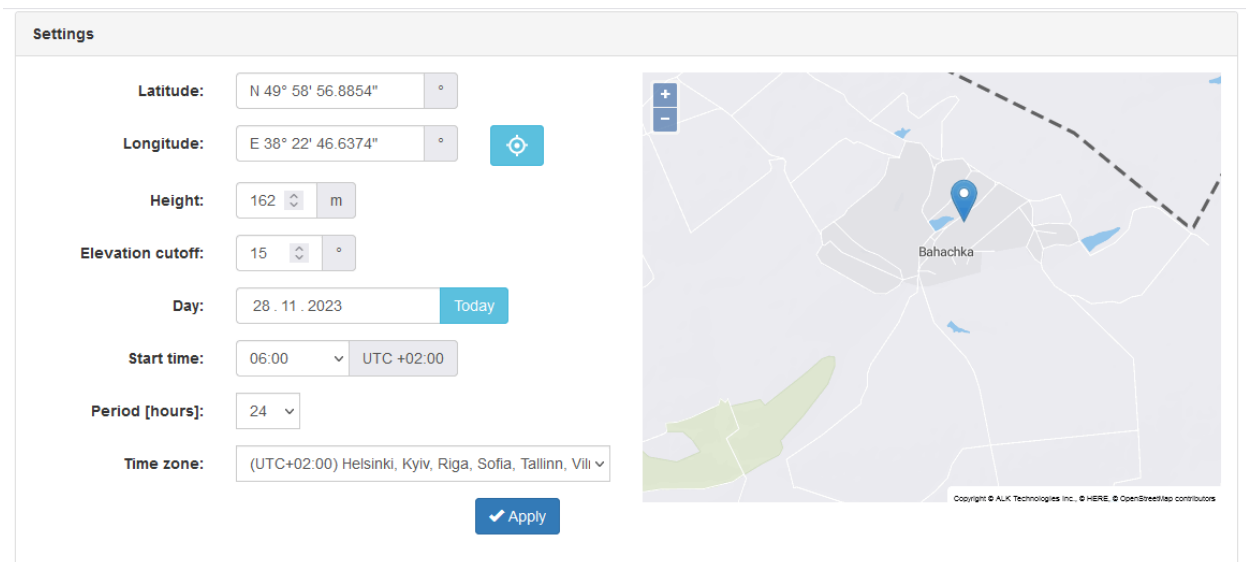 Settings
Latitude: N 49° 58' 56.8854" °
Longitude: E 38° 22' 46.6374" °
Height: 162 m
Elevation cutoff: 15 °
Day: 28 . 11 . 2023 Today
Start time: 06:00 UTC +02:00
Period [hours]: 24
Time zone: (UTC+02:00) Helsinki, Kyiv, Riga, Sofia, Tallinn,
Apply
+
−
Bahachka
Copyright © ALK Technologies Inc., © HERE, © OpenStreetMap contributors